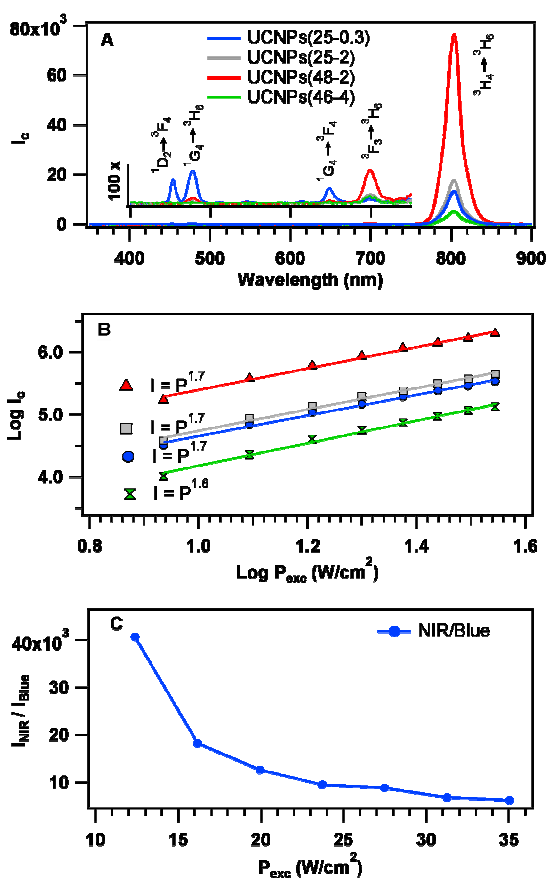 80x10³
A
UCNPs(25-0.3)
UCNPs(25-2)
UCNPs(48-2)
UCNPs(46-4)
60
40
20
0
I_c
100 x
¹D₂→³F₄
¹G₄→³H₆
¹G₄→³F₄
³F₃→³H₆
³H₄→³H₆
400 500 600 700 800 900
Wavelength (nm)
B
6.0
5.0
4.0
Log I_c
I = P^1.7
I = P^1.7
I = P^1.7
I = P^1.6
0.8 1.0 1.2 1.4 1.6
Log P_exc (W/cm²)
C
NIR/Blue
40x10³
30
20
10
I_NIR / I_Blue
10 15 20 25 30 35
P_exc (W/cm²)